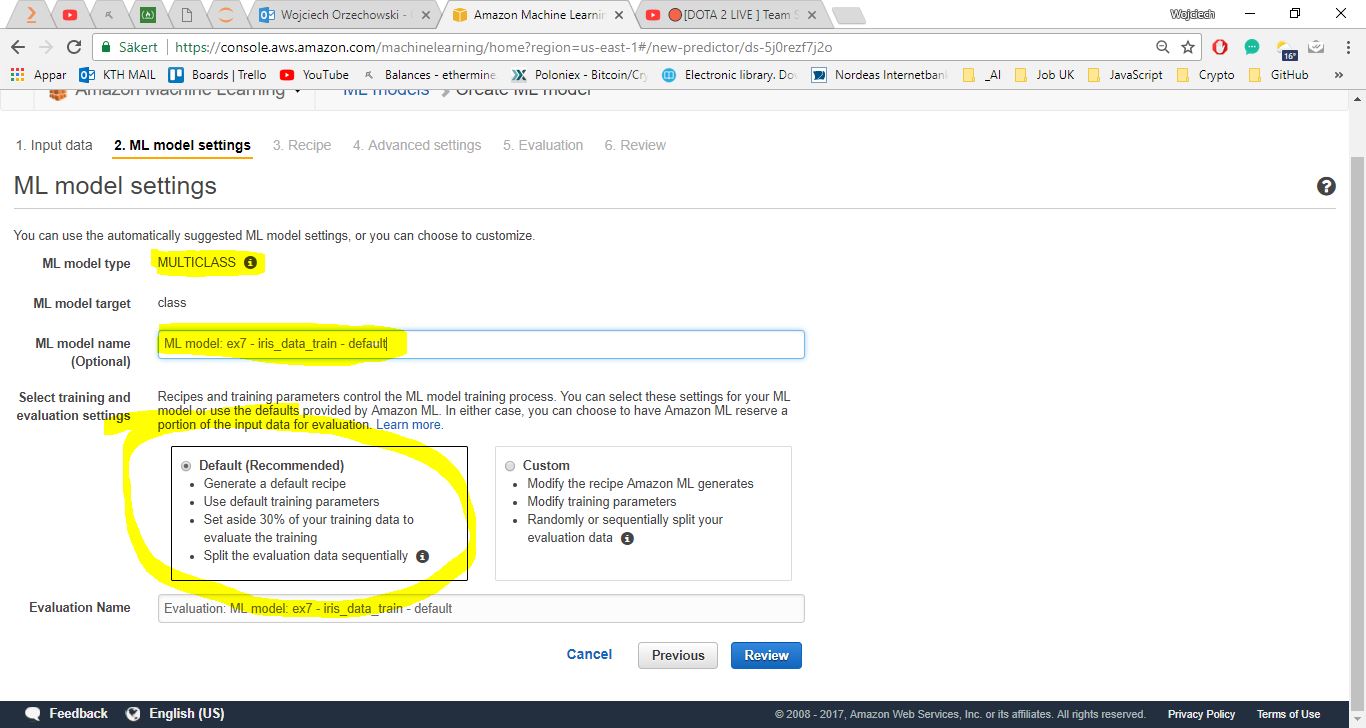 Wojciech Orzechowski -
Amazon Machine Learnin
[DOTA 2 LIVE ] Team S
Wojciech
Säkert
https://console.aws.amazon.com/machinelearning/home?region=us-east-1#/new-predictor/ds-5j0rezf7j2o
16°
Appar
KTH MAIL
Boards | Trello
YouTube
Balances - ethermine
Poloniex - Bitcoin/Cry
Electronic library. Do
Nordeas Internetbank
_AI
Job UK
JavaScript
Crypto
GitHub
»
Amazon Machine Learning
ML models
Create ML model
1. Input data
2. ML model settings
3. Recipe
4. Advanced settings
5. Evaluation
6. Review
ML model settings
You can use the automatically suggested ML model settings, or you can choose to customize.
ML model type
MULTICLASS
ML model target
class
ML model name
(Optional)
ML model: ex7 - iris_data_train - default
Select training and
evaluation settings
Recipes and training parameters control the ML model training process. You can select these settings for your ML
model or use the defaults provided by Amazon ML. In either case, you can choose to have Amazon ML reserve a
portion of the input data for evaluation. Learn more.
Default (Recommended)
• Generate a default recipe
• Use default training parameters
• Set aside 30% of your training data to
evaluate the training
• Split the evaluation data sequentially
Custom
• Modify the recipe Amazon ML generates
• Modify training parameters
• Randomly or sequentially split your
evaluation data
Evaluation Name
Evaluation: ML model: ex7 - iris_data_train - default
Cancel
Previous
Review
Feedback
English (US)
© 2008 - 2017, Amazon Web Services, Inc. or its affiliates. All rights reserved.
Privacy Policy
Terms of Use